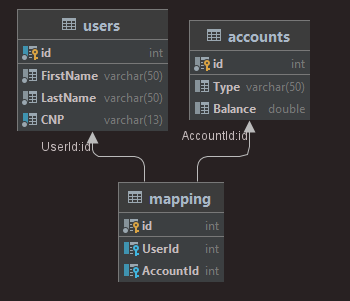 users
id int
FirstName varchar(50)
LastName varchar(50)
CNP varchar(13)
accounts
id int
Type varchar(50)
Balance double
UserId:id
AccountId:id
mapping
id int
UserId int
AccountId int